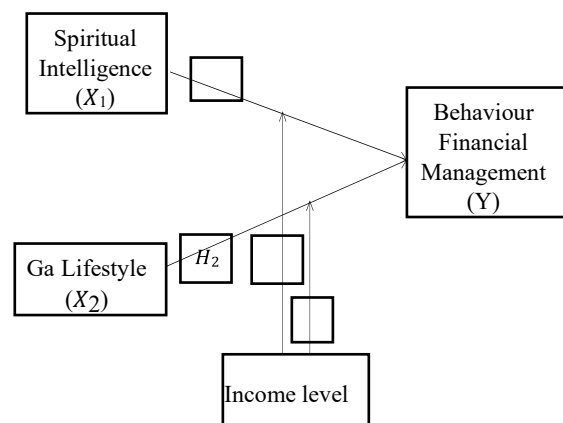 Spiritual
Intelligence
(X₁)
Behaviour
Financial
Management
(Y)
Ga Lifestyle
(X2)
H₂
Income level